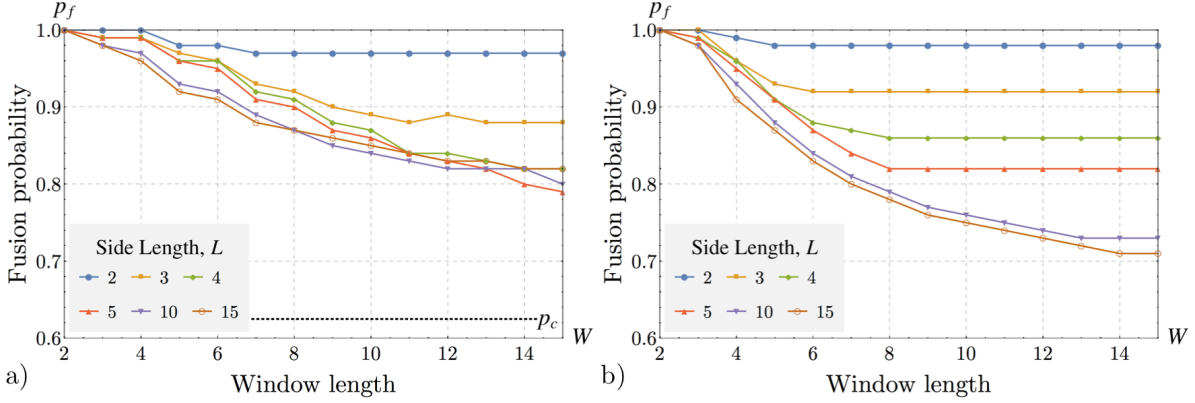 p_f
1.0
0.9
0.8
0.7
0.6
Fusion probability
Side Length, L
2 3 4
5 10 15
p_c
W
2 4 6 8 10 12 14
Window length
a)
p_f
1.0
0.9
0.8
0.7
0.6
Fusion probability
Side Length, L
2 3 4
5 10 15
W
2 4 6 8 10 12 14
Window length
b)